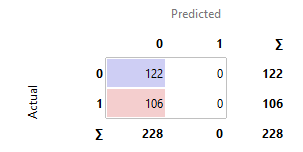 Predicted
0 1 Σ
Actual
0 122 0 122
1 106 0 106
Σ 228 0 228